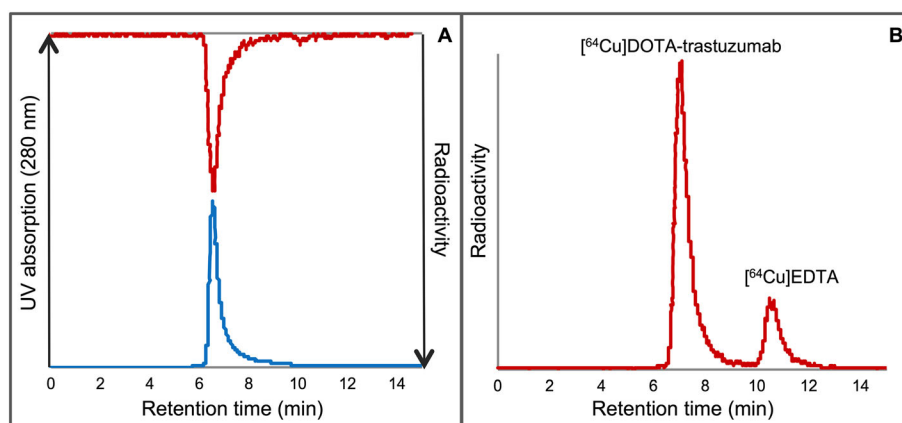 A
UV absorption (280 nm)
Radioactivity
0 2 4 6 8 10 12 14
Retention time (min)
B
[⁶⁴Cu]DOTA-trastuzumab
[⁶⁴Cu]EDTA
Radioactivity
0 2 4 6 8 10 12 14
Retention time (min)